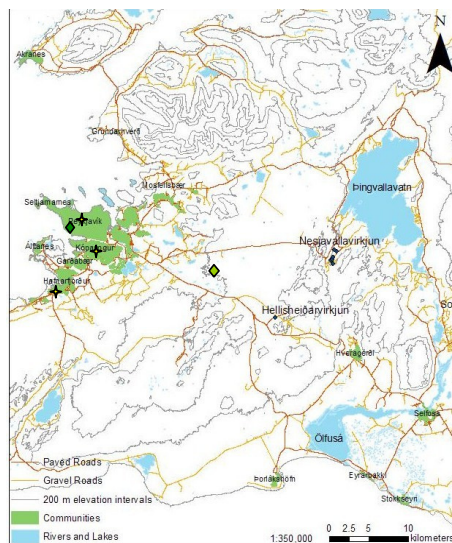 N
Akranes
Grundarhverfi
Mosfellsbær
Þingvallavatn
Seltjarnarnes
Reykjavík
Álftanes
Kópavogur
Nesjavallavirkjun
Garðabær
Hafnarfjörður
So
Hellisheiðarvirkjun
Hveragerði
Selfoss
Ölfusá
Paved Roads
Gravel Roads
Þorlákshöfn
Eyrarbakki
200 m elevation intervals
Stokkseyri
Communities
Rivers and Lakes
1:350,000
0 2.5 5 10
kilometers